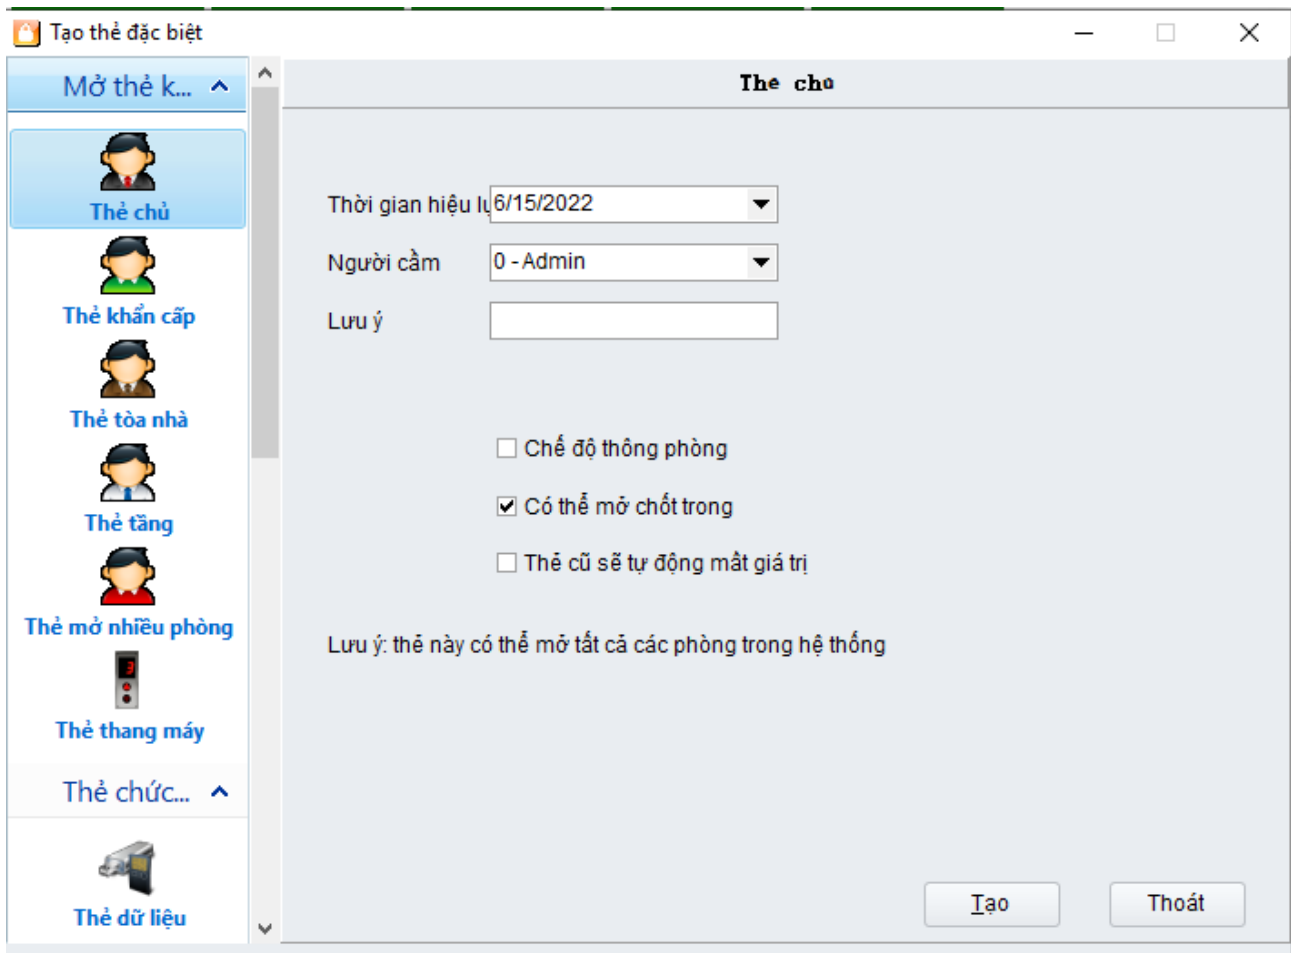 Tạo thẻ đặc biệt
Mở thẻ k...
Thẻ chủ
Thẻ khẩn cấp
Thẻ tòa nhà
Thẻ tầng
Thẻ mở nhiều phòng
Thẻ thang máy
Thẻ chức...
Thẻ dữ liệu
The chu
Thời gian hiệu lự
6/15/2022
Người cầm
0 - Admin
Lưu ý
Chế độ thông phòng
Có thể mở chốt trong
Thẻ cũ sẽ tự động mất giá trị
Lưu ý: thẻ này có thể mở tất cả các phòng trong hệ thống
Tạo
Thoát